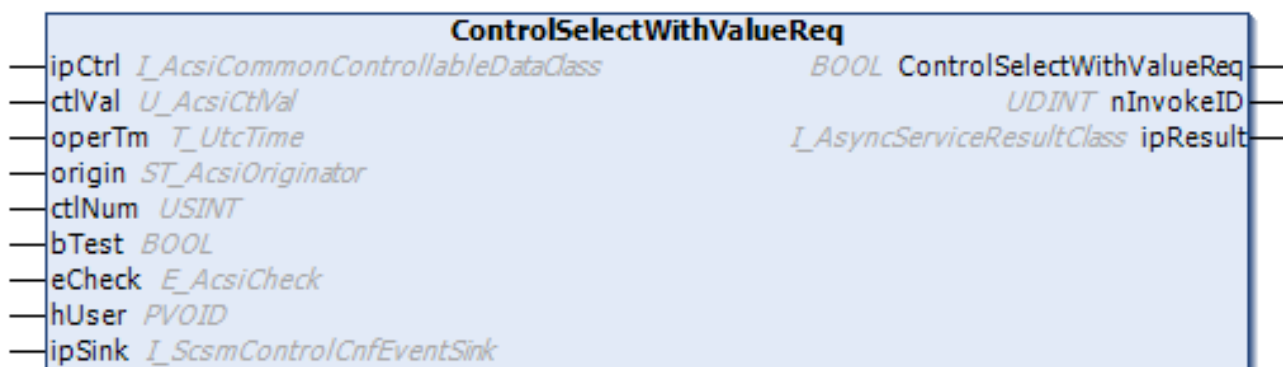 ControlSelectWithValueReq
ipCtrl I_AcsiCommonControllableDataClass BOOL ControlSelectWithValueReq
ctlVal U_AcsiCtlVal UDINT nInvokeID
operTm T_UtcTime I_AsyncServiceResultClass ipResult
origin ST_AcsiOriginator
ctlNum USINT
bTest BOOL
eCheck E_AcsiCheck
hUser PVOID
ipSink I_ScsmControlCnfEventSink